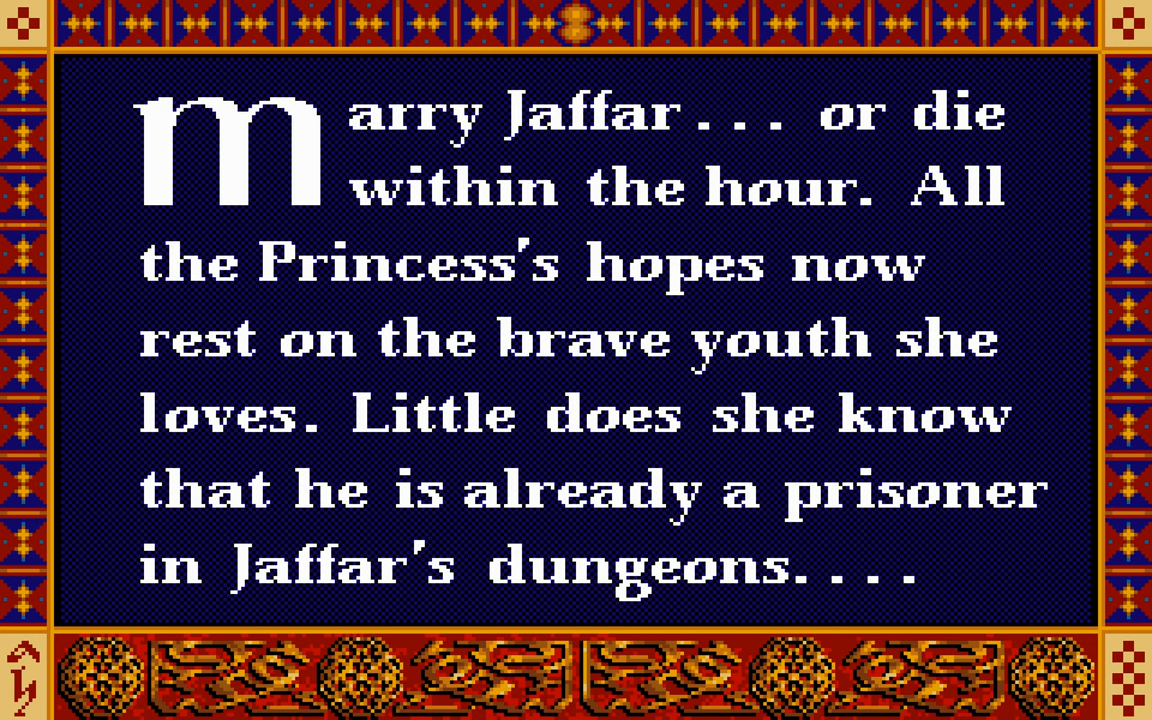 Marry Jaffar . . . or die
within the hour. All
the Princess's hopes now
rest on the brave youth she
loves. Little does she know
that he is already a prisoner
in Jaffar's dungeons. . . .